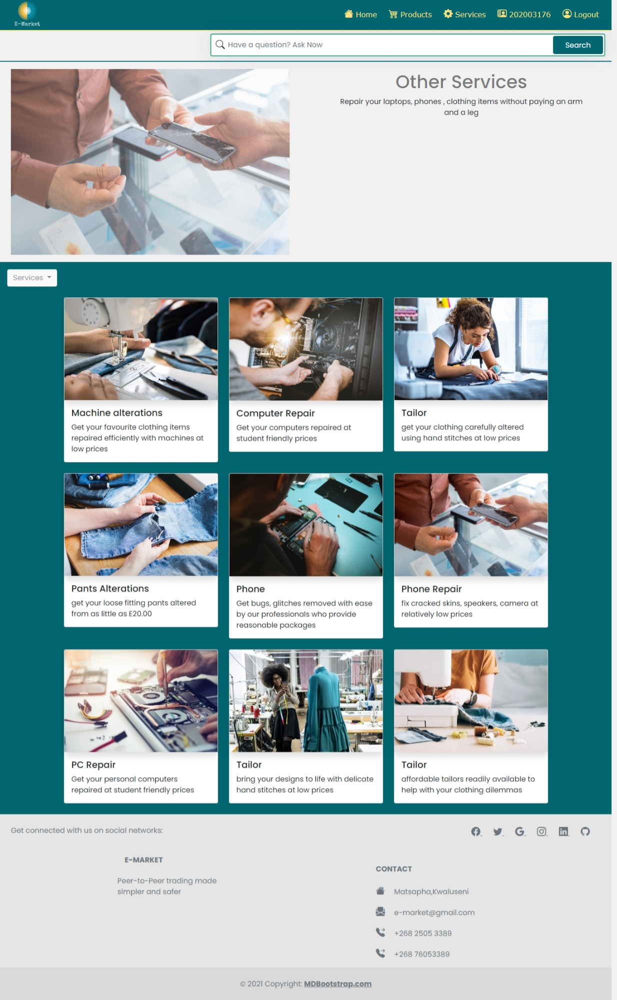 E-Market
Home
Products
Services
202003176
Logout
Have a question? Ask Now
Search
Other Services
Repair your laptops, phones , clothing items without paying an arm
and a leg
Services
Machine alterations
Get your favourite clothing items
repaired efficiently with machines at
low prices
Computer Repair
Get your computers repaired at
student friendly prices
Tailor
get your clothing carefully altered
using hand stitches at low prices
Pants Alterations
get your loose fitting pants altered
from as little as E20.00
Phone
Get bugs, glitches removed with ease
by our professionals who provide
reasonable packages
Phone Repair
fix cracked skins, speakers, camera at
relatively low prices
PC Repair
Get your personal computers
repaired at student friendly prices
Tailor
bring your designs to life with delicate
hand stitches at low prices
Tailor
affordable tailors readily available to
help with your clothing dilemmas
Get connected with us on social networks:
E-MARKET
Peer-to-Peer trading made
simpler and safer
CONTACT
Matsapha,Kwaluseni
e-market@gmail.com
+268 2505 3389
+268 76053389
© 2021 Copyright: MDBootstrap.com